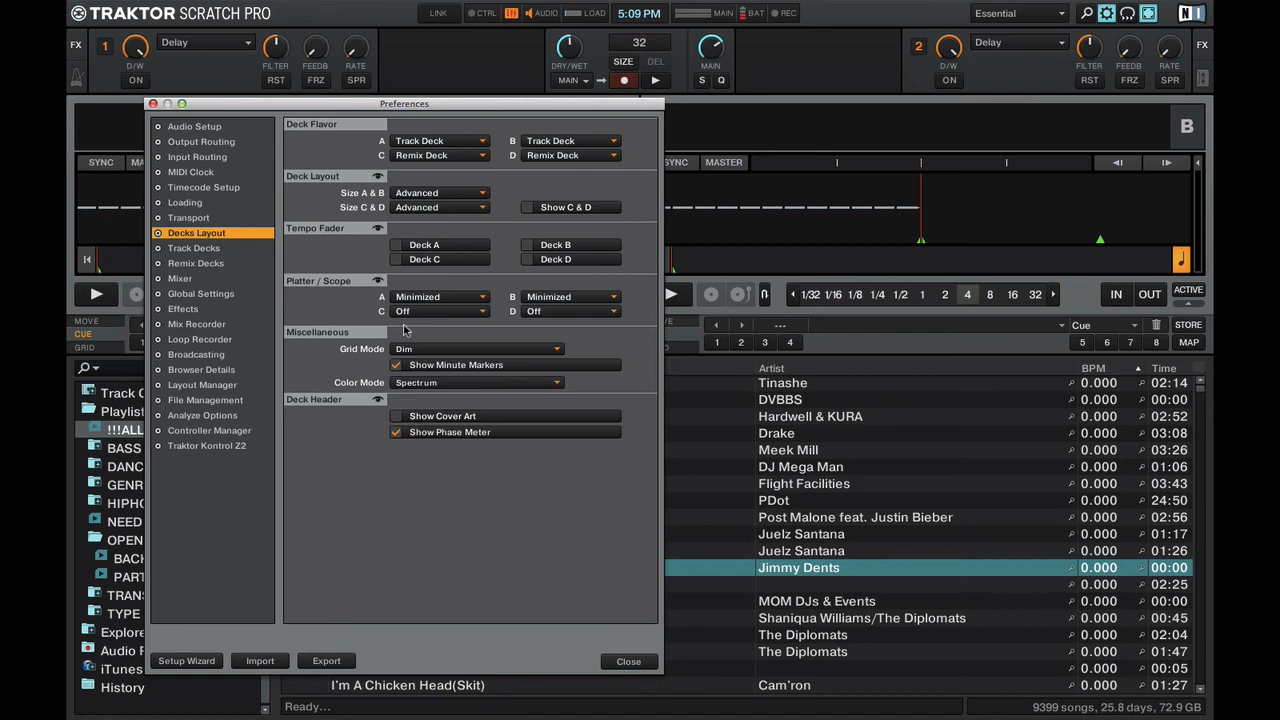 TRAKTOR SCRATCH PRO
LINK
CTRL
AUDIO
LOAD
5:09 PM
MAIN
BAT
REC
Essential
FX
1
Delay
D/W
FILTER
FEEDB
RATE
ON
RST
FRZ
SPR
DRY/WET
MAIN
32
SIZE
DEL
MAIN
S
Q
2
Delay
FX
D/W
FILTER
FEEDB
RATE
ON
RST
FRZ
SPR
Preferences
Audio Setup
Output Routing
Input Routing
MIDI Clock
Timecode Setup
Loading
Transport
Decks Layout
Track Decks
Remix Decks
Mixer
Global Settings
Effects
Mix Recorder
Loop Recorder
Broadcasting
Browser Details
Layout Manager
File Management
Analyze Options
Controller Manager
Traktor Kontrol Z2
Deck Flavor
A Track Deck
B Track Deck
C Remix Deck
D Remix Deck
Deck Layout
Size A & B Advanced
Size C & D Advanced
Show C & D
Tempo Fader
Deck A
Deck B
Deck C
Deck D
Platter / Scope
A Minimized
B Minimized
C Off
D Off
Miscellaneous
Grid Mode Dim
Show Minute Markers
Color Mode Spectrum
Deck Header
Show Cover Art
Show Phase Meter
Setup Wizard
Import
Export
Close
B
SYNC
MA
SYNC
MASTER
1/32 1/16 1/8 1/4 1/2 1 2 4 8 16 32
IN
OUT
ACTIVE
MOVE
CUE
GRID
---
Cue
STORE
1 2 3 4
5 6 7 8
MAP
Track C
Playlist
!!!ALL
BASS
DANC
GENR
HIPHO
NEED
OPEN
BAC
PART
TRAN
TYPE
Explore
Audio F
iTunes
History
Artist BPM Time
Tinashe 0.000 02:14
DVBBS 0.000 00:00
Hardwell & KURA 0.000 02:52
Drake 0.000 03:08
Meek Mill 0.000 03:26
DJ Mega Man 0.000 01:06
Flight Facilities 0.000 03:43
PDot 0.000 24:50
Post Malone feat. Justin Bieber 0.000 02:56
Juelz Santana 0.000 01:17
Juelz Santana 0.000 01:26
Jimmy Dents 0.000 00:00
0.000 02:25
MOM DJs & Events 0.000 00:00
Shaniqua Williams/The Diplomats 0.000 00:45
The Diplomats 0.000 02:04
The Diplomats 0.000 01:47
0.000 00:05
I'm A Chicken Head(Skit) Cam'ron 0.000 01:27
Ready...
9399 songs, 25.8 days, 72.9 GB